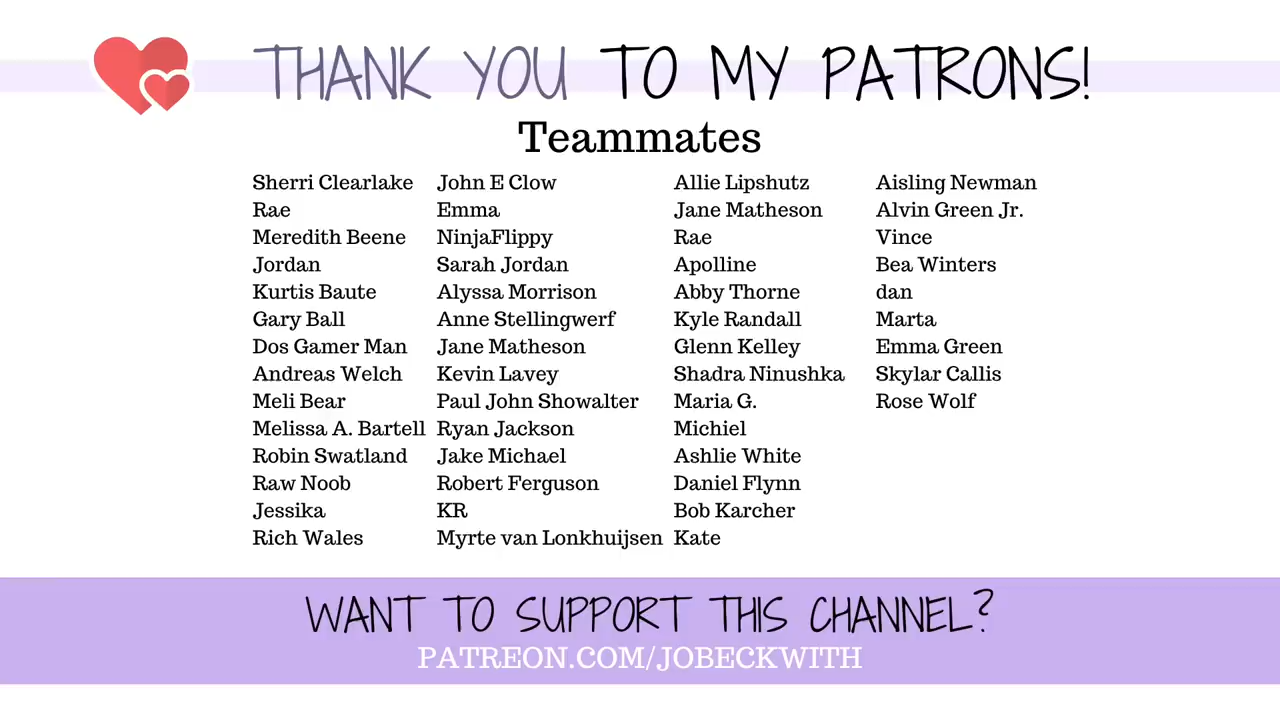 THANK YOU TO MY PATRONS!
Teammates
Sherri Clearlake
Rae
Meredith Beene
Jordan
Kurtis Baute
Gary Ball
Dos Gamer Man
Andreas Welch
Meli Bear
Melissa A. Bartell
Robin Swatland
Raw Noob
Jessika
Rich Wales
John E Clow
Emma
NinjaFlippy
Sarah Jordan
Alyssa Morrison
Anne Stellingwerf
Jane Matheson
Kevin Lavey
Paul John Showalter
Ryan Jackson
Jake Michael
Robert Ferguson
KR
Myrte van Lonkhuijsen
Allie Lipshutz
Jane Matheson
Rae
Apolline
Abby Thorne
Kyle Randall
Glenn Kelley
Shadra Ninushka
Maria G.
Michiel
Ashlie White
Daniel Flynn
Bob Karcher
Kate
Aisling Newman
Alvin Green Jr.
Vince
Bea Winters
dan
Marta
Emma Green
Skylar Callis
Rose Wolf
WANT TO SUPPORT THIS CHANNEL?
PATREON.COM/JOBECKWITH